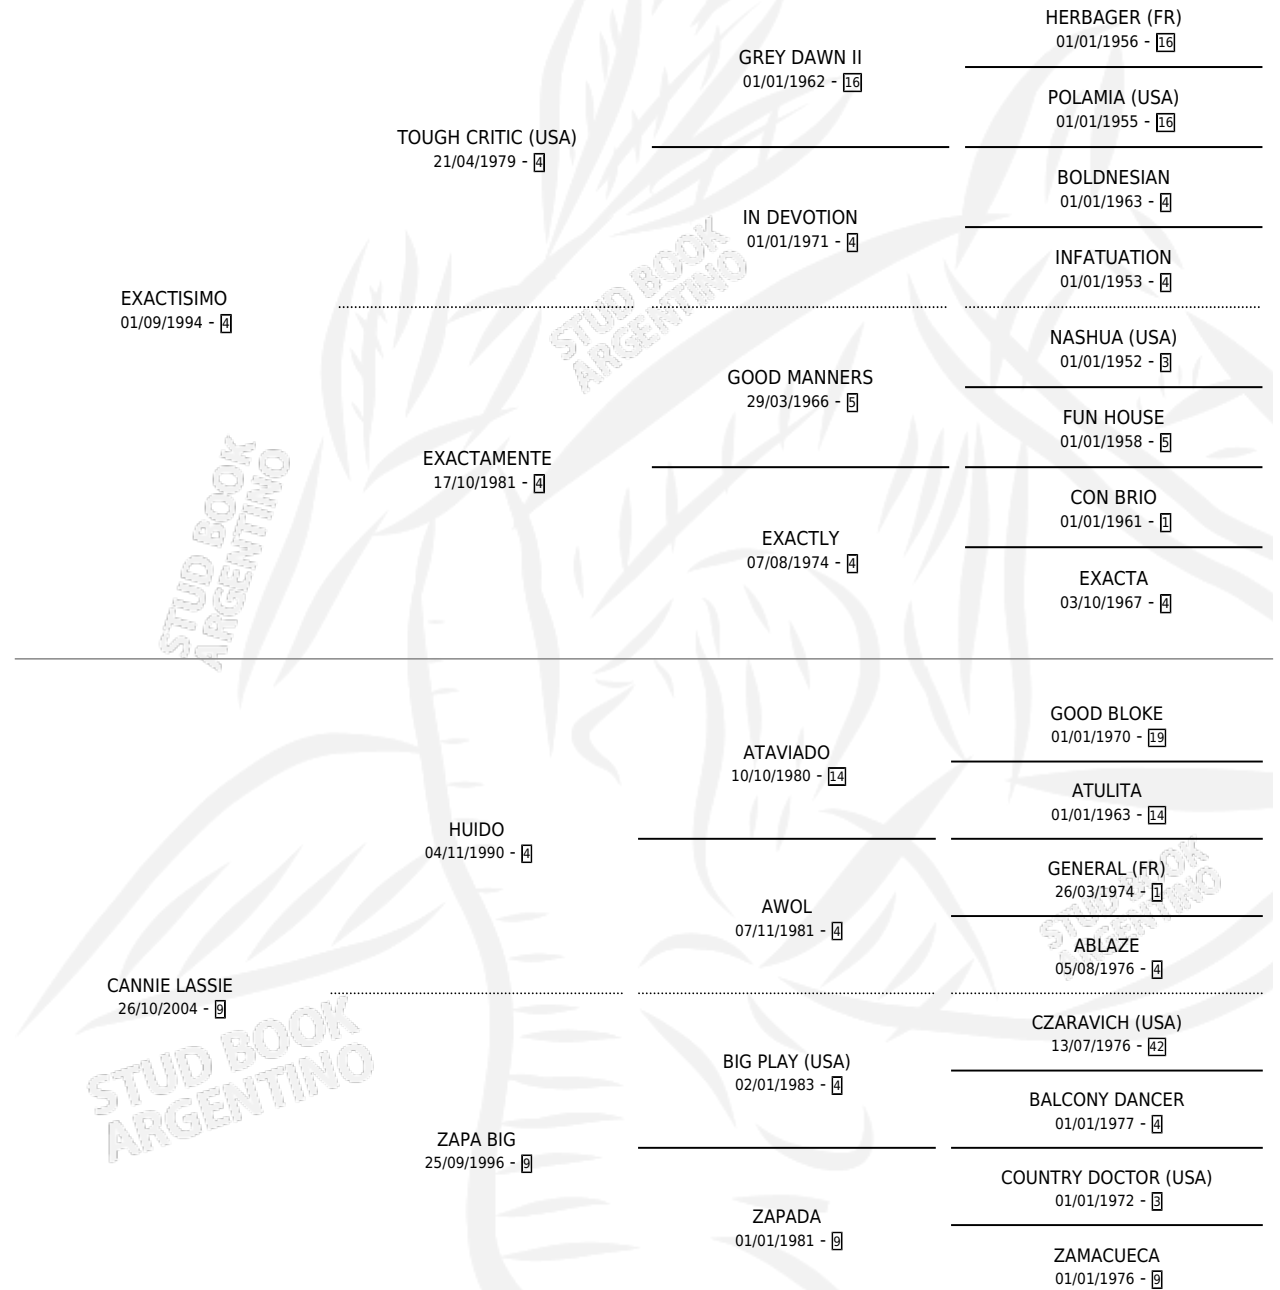 HERBAGER (FR)
01/01/1956 - 16
GREY DAWN II
01/01/1962 - 16
POLAMIA (USA)
01/01/1955 - 16
TOUGH CRITIC (USA)
21/04/1979 - 4
BOLDNESIAN
01/01/1963 - 4
IN DEVOTION
01/01/1971 - 4
INFATUATION
01/01/1953 - 4
EXACTISIMO
01/09/1994 - 4
NASHUA (USA)
01/01/1952 - 3
GOOD MANNERS
29/03/1966 - 5
FUN HOUSE
01/01/1958 - 5
EXACTAMENTE
17/10/1981 - 4
CON BRIO
01/01/1961 - 1
EXACTLY
07/08/1974 - 4
EXACTA
03/10/1967 - 4
GOOD BLOKE
01/01/1970 - 19
ATAVIADO
10/10/1980 - 14
ATULITA
01/01/1963 - 14
HUIDO
04/11/1990 - 4
GENERAL (FR)
26/03/1974 - 1
AWOL
07/11/1981 - 4
ABLAZE
05/08/1976 - 4
CANNIE LASSIE
26/10/2004 - 9
CZARAVICH (USA)
13/07/1976 - 42
BIG PLAY (USA)
02/01/1983 - 4
BALCONY DANCER
01/01/1977 - 4
ZAPA BIG
25/09/1996 - 9
COUNTRY DOCTOR (USA)
01/01/1972 - 3
ZAPADA
01/01/1981 - 9
ZAMACUECA
01/01/1976 - 9
STUD BOOK
ARGENTINO
STUD BOOK
ARGENTINO
STUD BOOK
ARGENTINO
STUD BOOK
ARGENTINO